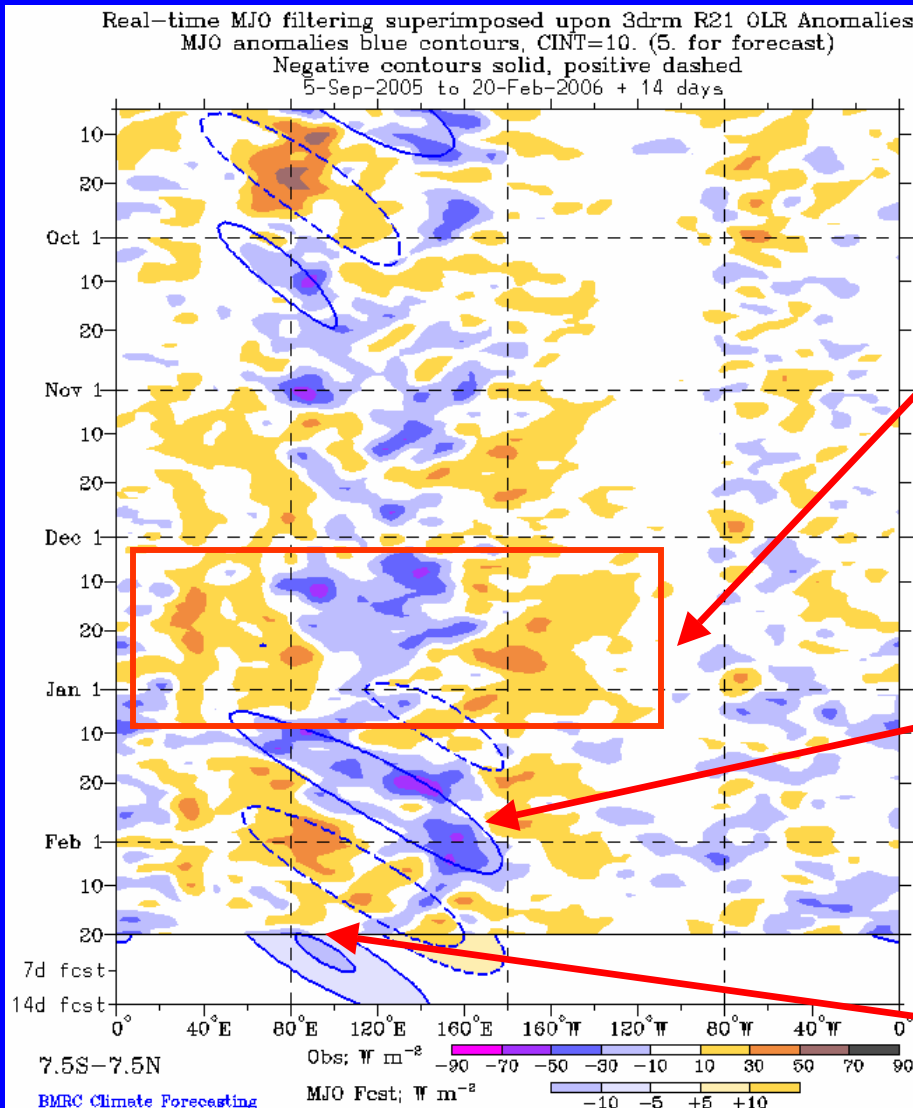 Real-time MJO filtering superimposed upon 3drm R21 OLR Anomalies
MJO anomalies blue contours, CINT=10. (5. for forecast)
Negative contours solid, positive dashed
5-Sep-2005 to 20-Feb-2006 + 14 days
10
20
Oct 1
10
20
Nov 1
10
20
Dec 1
10
20
Jan 1
10
20
Feb 1
10
20
7d fcst
14d fcst
0° 40°E 80°E 120°E 160°E 160°W 120°W 80°W 40°W 0°
7.5S-7.5N
Obs; W m⁻²
-90 -70 -50 -30 -10 10 30 50 70 90
MJO Fcst; W m⁻²
-10 -5 +5 +10
BMRC Climate Forecasting